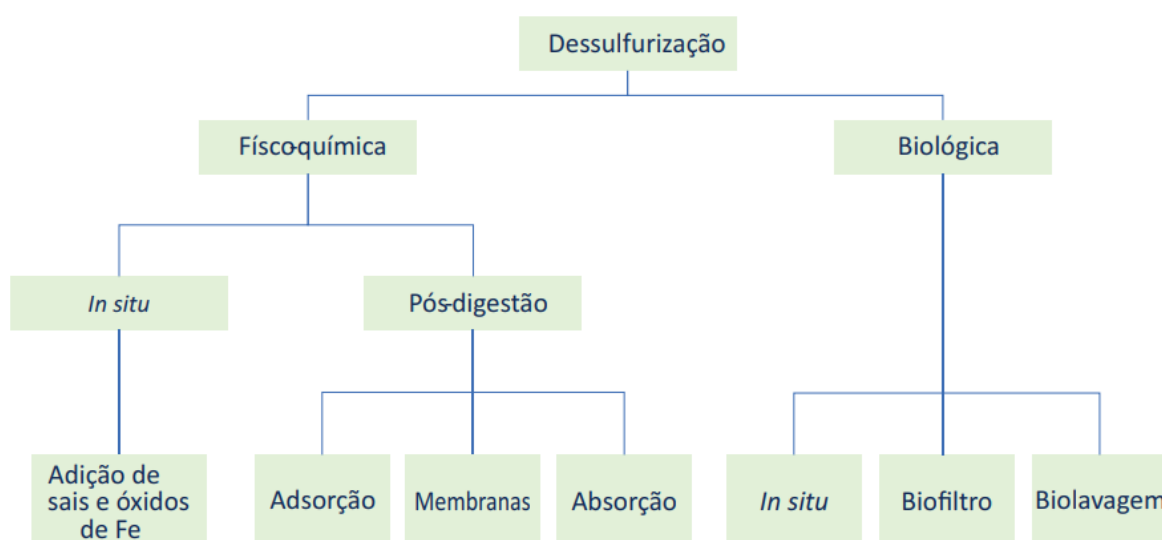 Dessulfurização
Físco-química
Biológica
In situ
Pós-digestão
Adição de
sais e óxidos
de Fe
Adsorção
Membranas
Absorção
In situ
Biofiltro
Biolavagem